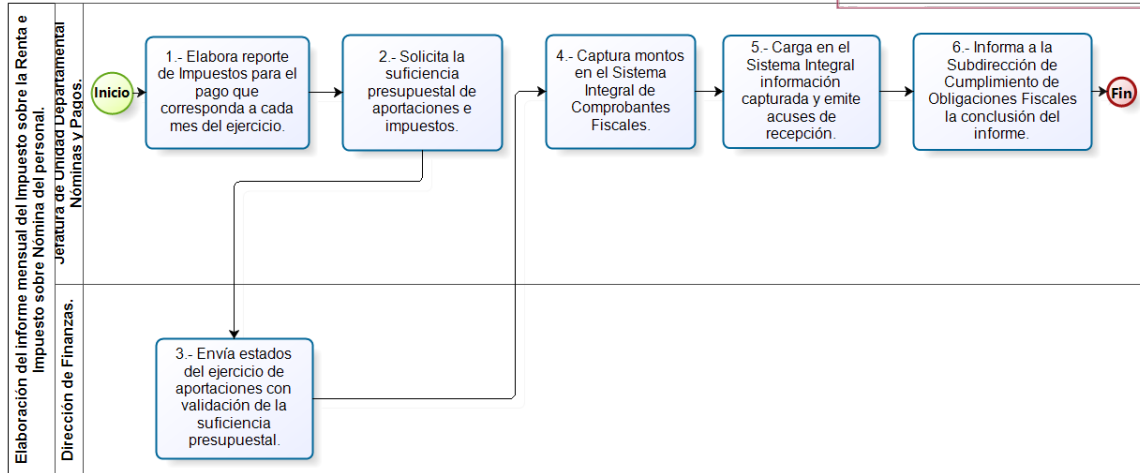 Elaboración del informe mensual del Impuesto sobre la Renta e
Impuesto sobre Nómina del personal.
Jefatura de Unidad Departamental
Nóminas y Pagos.
Inicio
1.- Elabora reporte
de Impuestos para el
pago que
corresponda a cada
mes del ejercicio.
2.- Solicita la
suficiencia
presupuestal de
aportaciones e
impuestos.
4.- Captura montos
en el Sistema
Integral de
Comprobantes
Fiscales.
5.- Carga en el
Sistema Integral
información
capturada y emite
acuses de
recepción.
6.- Informa a la
Subdirección de
Cumplimiento de
Obligaciones Fiscales
la conclusión del
informe.
Fin
Dirección de Finanzas.
3.- Envía estados
del ejercicio de
aportaciones con
validación de la
suficiencia
presupuestal.